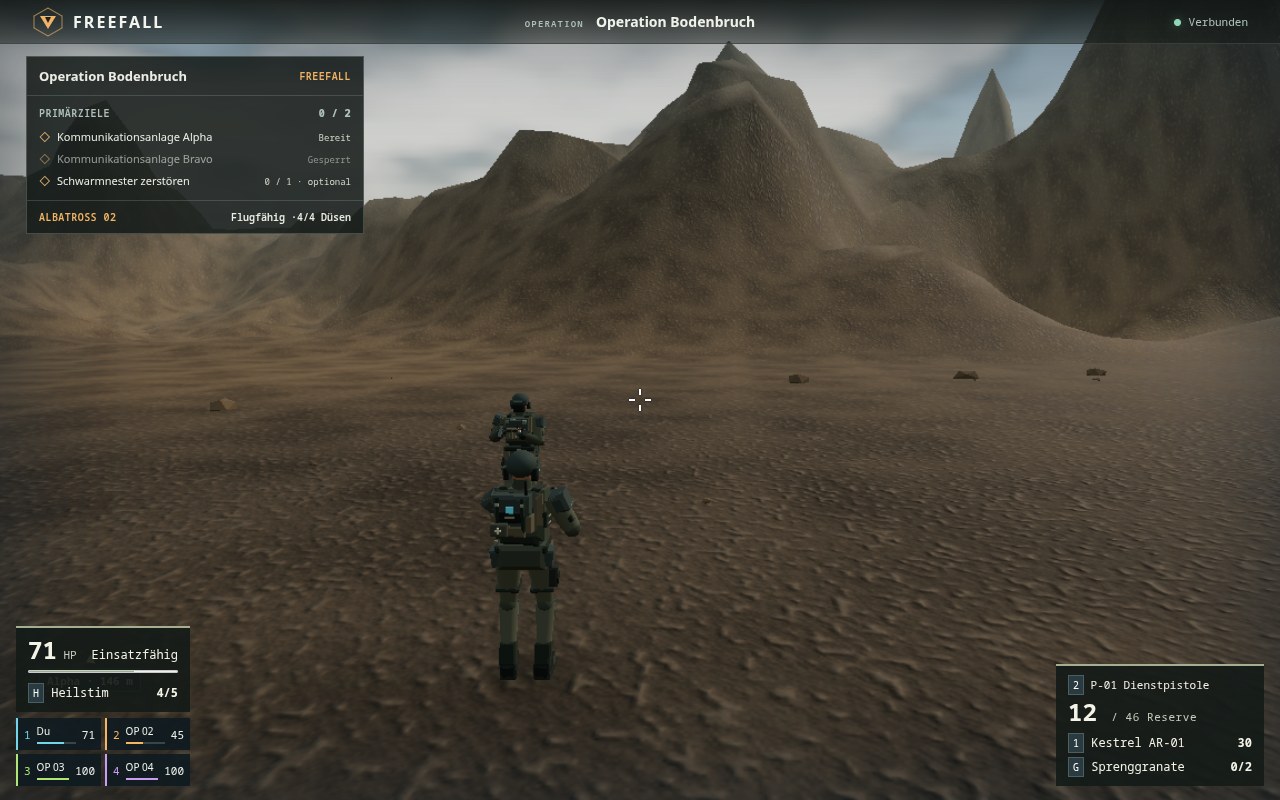 FREEFALL
OPERATION Operation Bodenbruch
Verbunden
Operation Bodenbruch FREEFALL
PRIMÄRZIELE 0 / 2
Kommunikationsanlage Alpha Bereit
Kommunikationsanlage Bravo Gesperrt
Schwarmnester zerstören 0 / 1 · optional
ALBATROSS 02 Flugfähig ·4/4 Düsen
71 HP Einsatzfähig
Alpha · 146 m
H Heilstim 4/5
1 Du 71 2 OP 02 45
3 OP 03 100 4 OP 04 100
2 P-01 Dienstpistole
12 / 46 Reserve
1 Kestrel AR-01 30
G Sprenggranate 0/2